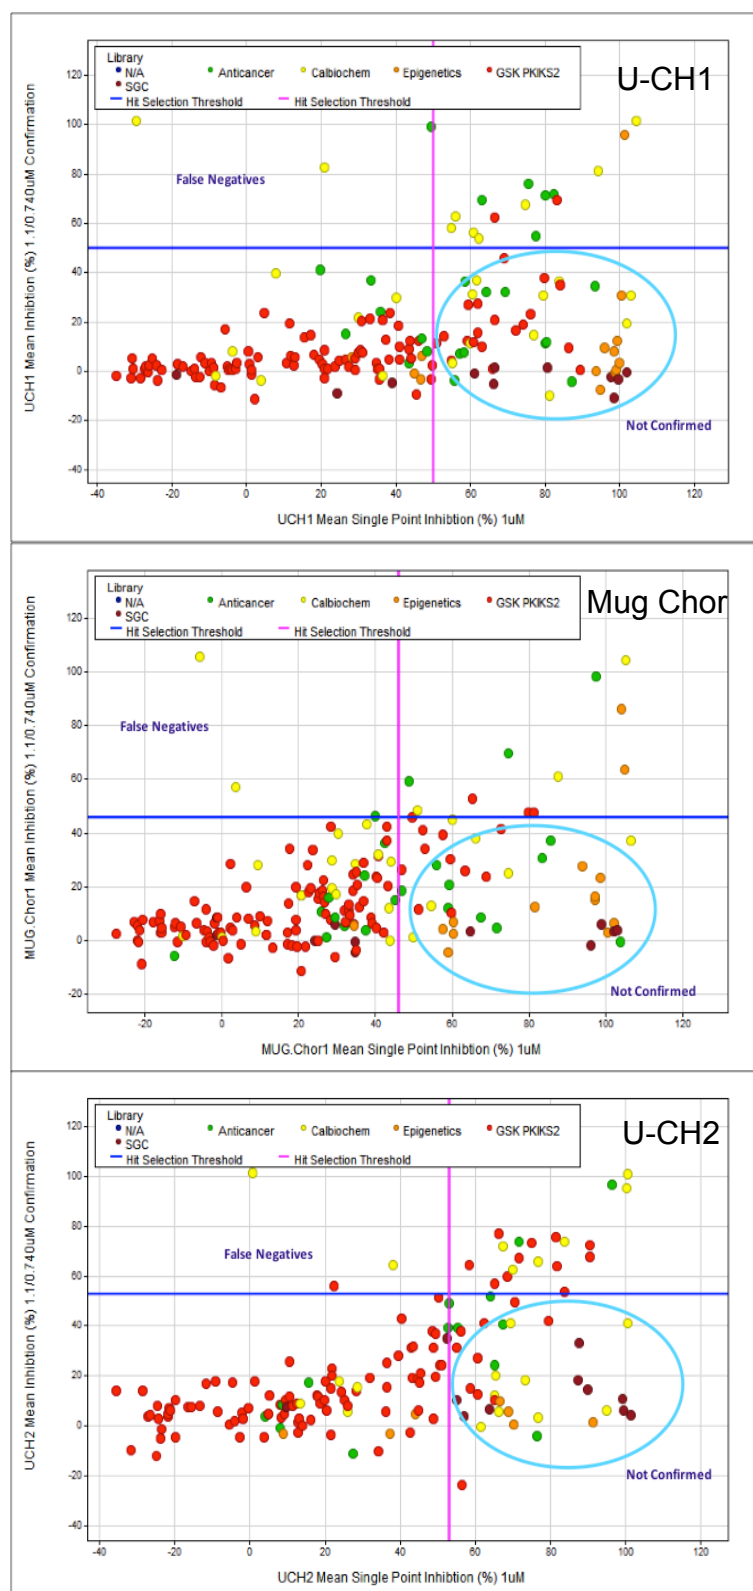 Library
N/A Anticancer Calbiochem Epigenetics GSK PKIKS2
SGC
Hit Selection Threshold Hit Selection Threshold
U-CH1
120
100
80
60
40
20
0
-20
-40
False Negatives
Not Confirmed
UCH1 Mean Inhibtion (%) 1.1/0.740uM Confirmation
-40 -20 0 20 40 60 80 100 120
UCH1 Mean Single Point Inhibtion (%) 1uM
Library
N/A Anticancer Calbiochem Epigenetics GSK PKIKS2
SGC
Hit Selection Threshold Hit Selection Threshold
Mug Chor
120
100
80
60
40
20
0
-20
False Negatives
Not Confirmed
MUG.Chor1 Mean Inhibition (%) 1.1/0.740uM Confirmation
-20 0 20 40 60 80 100 120
MUG.Chor1 Mean Single Point Inhibtion (%) 1uM
Library
N/A Anticancer Calbiochem Epigenetics GSK PKIKS2
SGC
Hit Selection Threshold Hit Selection Threshold
U-CH2
120
100
80
60
40
20
0
-20
-40
False Negatives
Not Confirmed
UCH2 Mean Inhibition (%) 1.1/0.740uM Confirmation
-40 -20 0 20 40 60 80 100 120
UCH2 Mean Single Point Inhibtion (%) 1uM